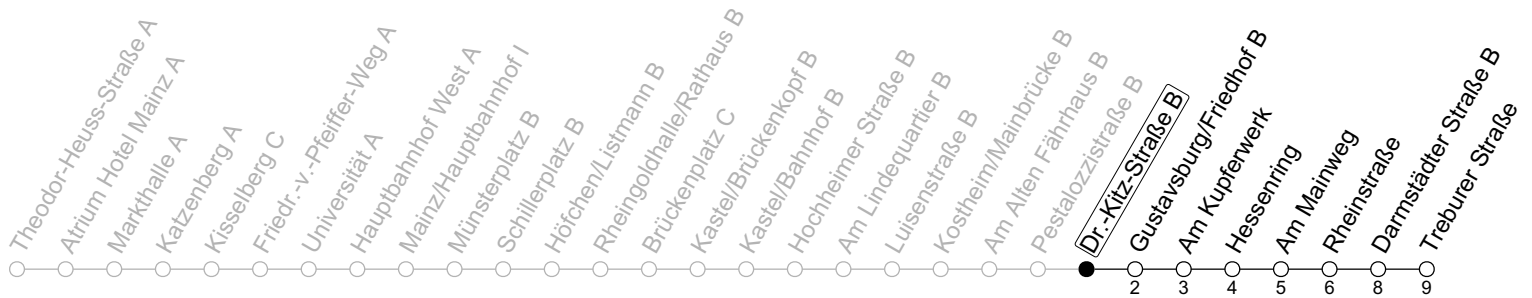 Theodor-Heuss-Straße A
Atrium Hotel Mainz A
Markthalle A
Katzenberg A
Kisselberg C
Friedr.-v.-Pfeiffer-Weg A
Universität A
Hauptbahnhof West A
Mainz/Hauptbahnhof I
Münsterplatz B
Schillerplatz B
Höfchen/Listmann B
Rheingoldhalle/Rathaus B
Brückenplatz C
Kastel/Brückenkopf B
Kastel/Bahnhof B
Hochheimer Straße B
Am Lindequartier B
Luisenstraße B
Kostheim/Mainbrücke B
Am Alten Fährhaus B
Pestalozzistraße B
Dr.-Kitz-Straße B
Gustavsburg/Friedhof B
Am Kupferwerk
Hessenring
Am Mainweg
Rheinstraße
Darmstädter Straße B
Treburer Straße
2 3 4 5 6 8 9